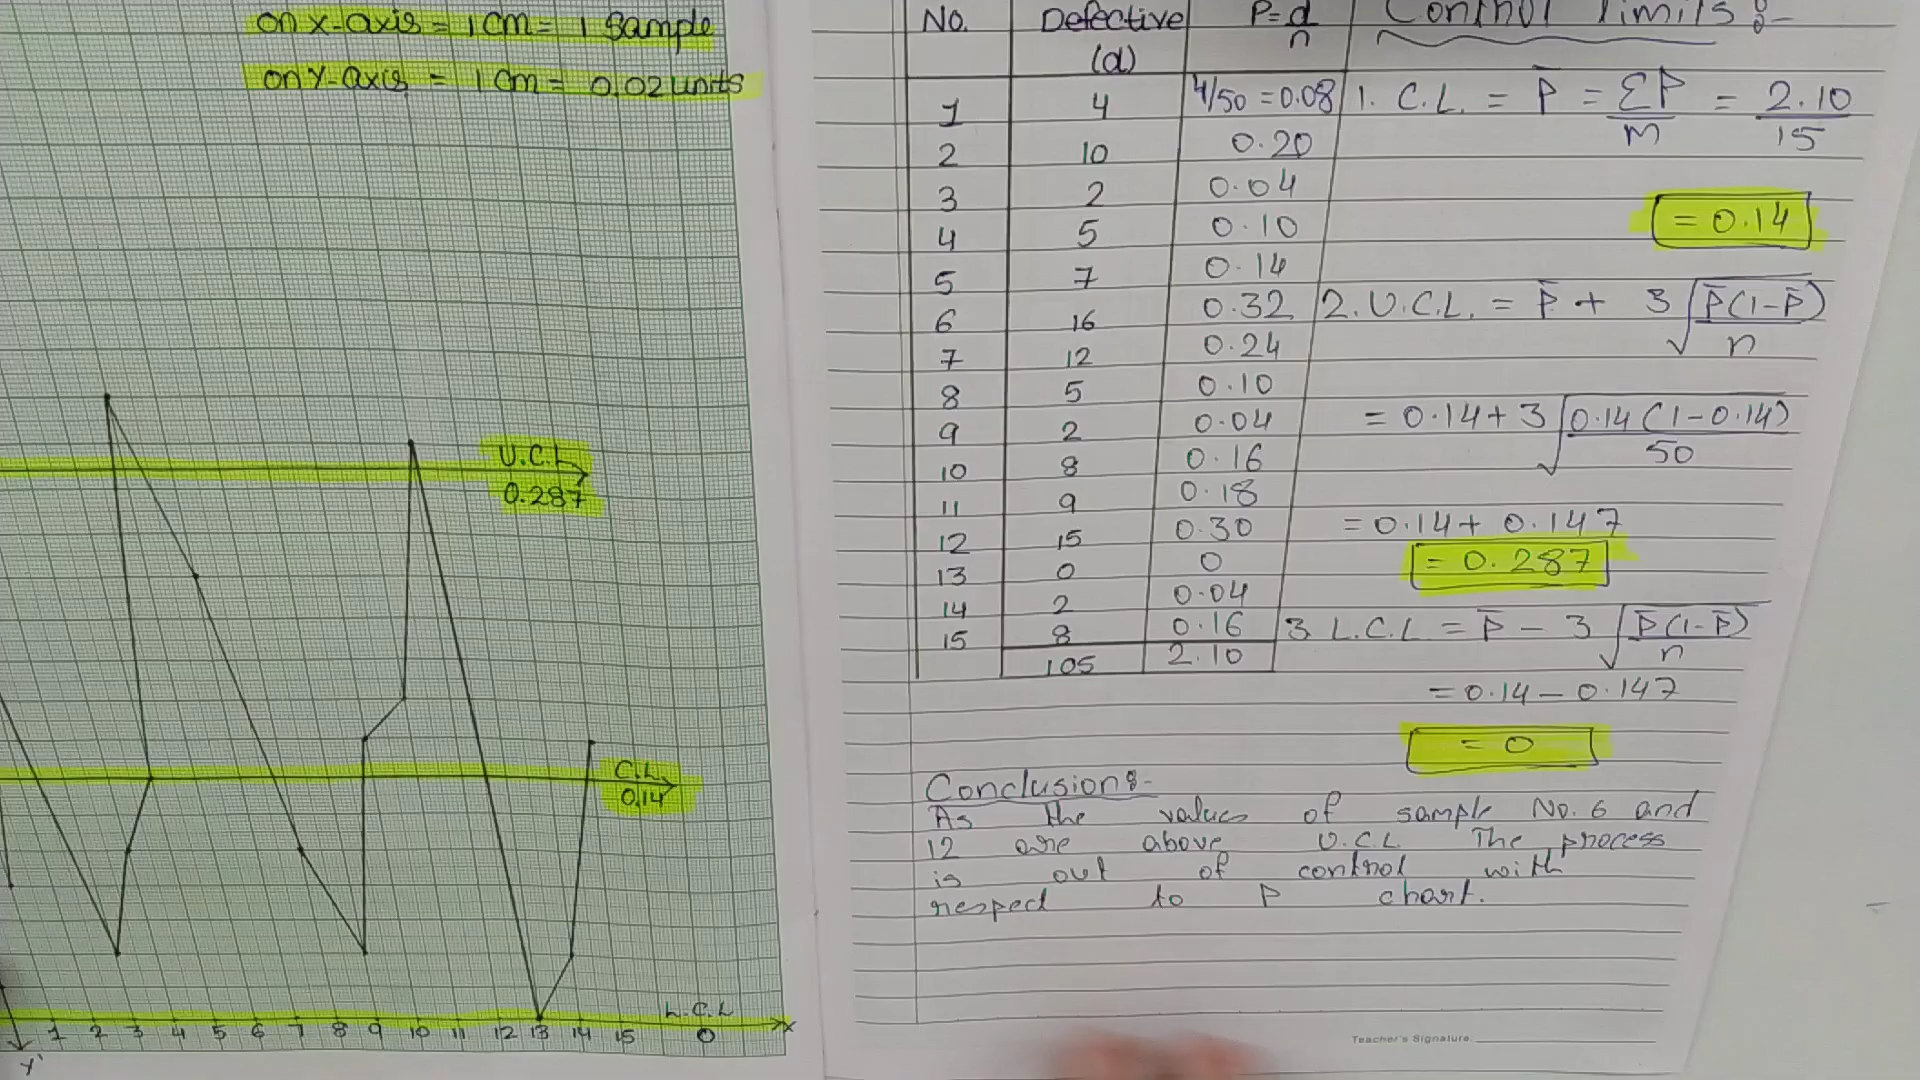 on x-axis = 1 cm = 1 sample
on Y-axis = 1 cm = 0.02 units
U.C.L
0.287
C.L.
0.14
L.C.L
0
1 2 3 4 5 6 7 8 9 10 11 12 13 14 15
x
Y'
No. Defective (d) P = d/n
1 4 4/50 = 0.08
2 10 0.20
3 2 0.04
4 5 0.10
5 7 0.14
6 16 0.32
7 12 0.24
8 5 0.10
9 2 0.04
10 8 0.16
11 9 0.18
12 15 0.30
13 0 0
14 2 0.04
15 8 0.16
105 2.10
Control limits :-
1. C.L. = P̄ = ΣP/m = 2.10/15
= 0.14
2. U.C.L. = P̄ + 3 √(P̄(1-P̄)/n)
= 0.14 + 3 √(0.14 (1-0.14)/50)
= 0.14 + 0.147
= 0.287
3. L.C.L = P̄ - 3 √(P̄(1-P̄)/n)
= 0.14 - 0.147
= 0
Conclusion :-
As the values of sample No. 6 and
12 are above U.C.L. The process
is out of control with
respect to P chart.
Teacher's Signature